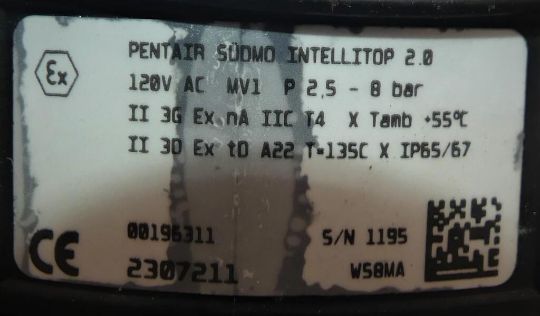 Ex
PENTAIR SÜDMO INTELLITOP 2.0
120V AC MV1 P 2,5 - 8 bar
II 3G Ex nA IIC T4 X Tamb +55°C
II 3D Ex tD A22 T=135C X IP65/67
00196311
S/N 1195
CE
2307211
W58MA